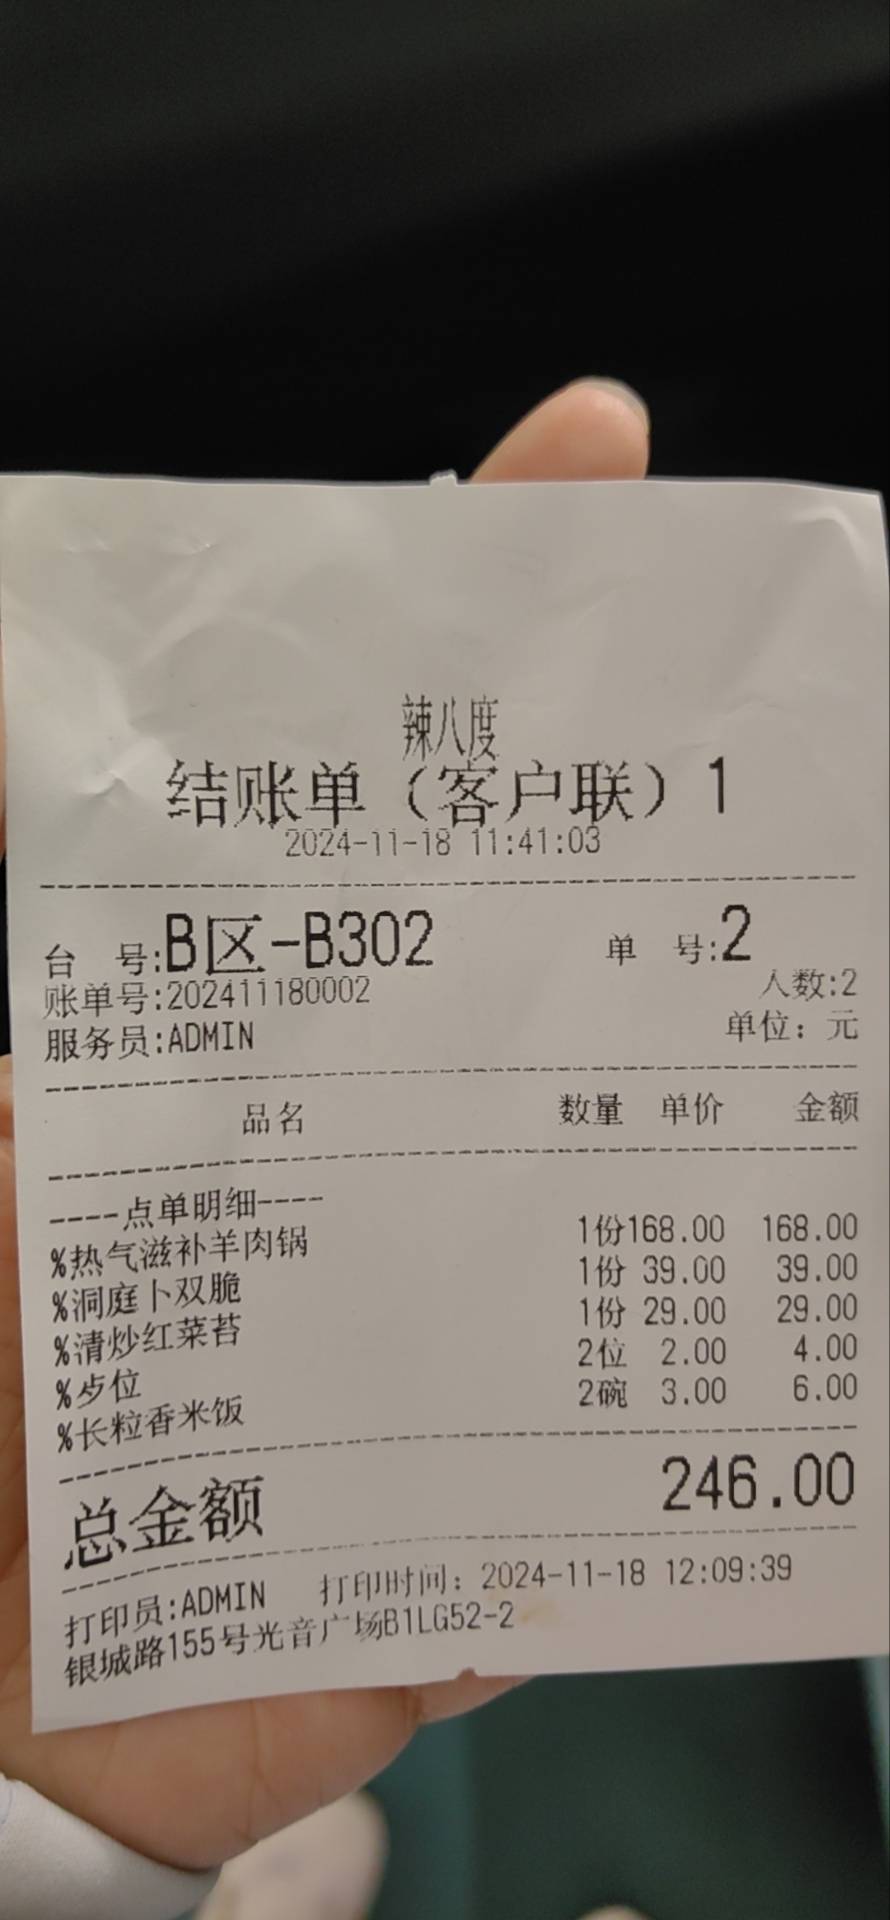 辣八度
结账单（客户联）1
2024-11-18 11:41:03
台 号:B区-B302 单 号:2
账单号:202411180002 人数:2
服务员:ADMIN 单位：元
品名 数量 单价 金额
----点单明细----
%热气滋补羊肉锅 1份168.00 168.00
%洞庭卜双脆 1份 39.00 39.00
%清炒红菜苔 1份 29.00 29.00
%歺位 2位 2.00 4.00
%长粒香米饭 2碗 3.00 6.00
总金额 246.00
打印员:ADMIN 打印时间：2024-11-18 12:09:39
银城路155号光音广场B1LG52-2